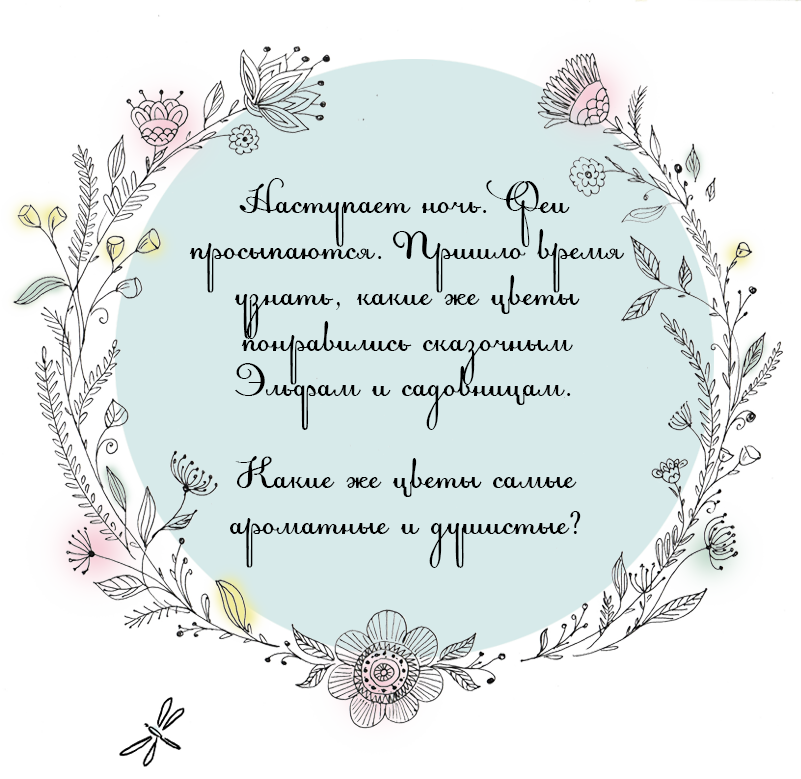 Наступает ночь. Феи
просыпаются. Пришло время
узнать, какие же цветы
понравились сказочным
Эльфам и садовницам.
Какие же цветы самые
ароматные и душистые?